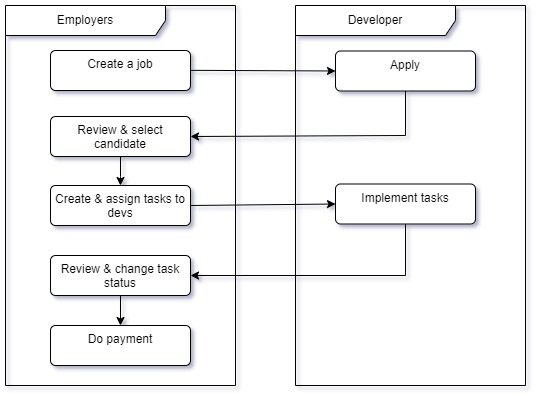 Employers
Developer
Create a job
Apply
Review & select
candidate
Create & assign tasks to
devs
Implement tasks
Review & change task
status
Do payment